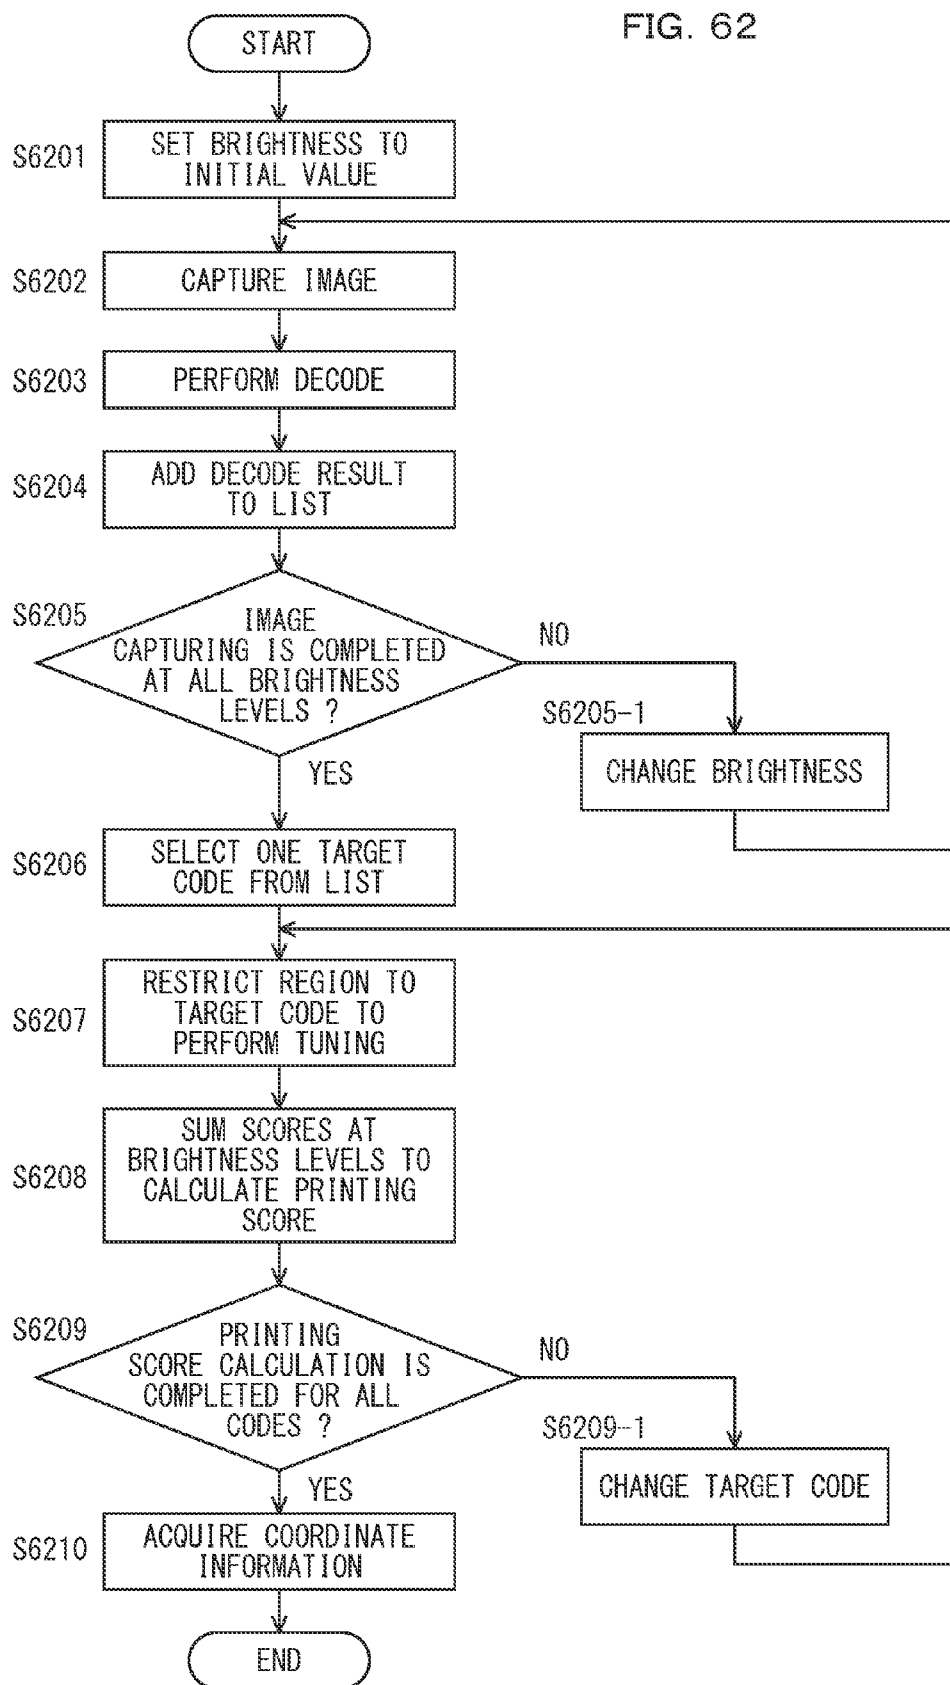 FIG. 62
START
S6201
SET BRIGHTNESS TO
INITIAL VALUE
S6202
CAPTURE IMAGE
S6203
PERFORM DECODE
S6204
ADD DECODE RESULT
TO LIST
S6205
IMAGE
CAPTURING IS COMPLETED
AT ALL BRIGHTNESS
LEVELS ?
NO
S6205-1
CHANGE BRIGHTNESS
YES
S6206
SELECT ONE TARGET
CODE FROM LIST
S6207
RESTRICT REGION TO
TARGET CODE TO
PERFORM TUNING
S6208
SUM SCORES AT
BRIGHTNESS LEVELS TO
CALCULATE PRINTING
SCORE
S6209
PRINTING
SCORE CALCULATION IS
COMPLETED FOR ALL
CODES ?
NO
S6209-1
CHANGE TARGET CODE
YES
S6210
ACQUIRE COORDINATE
INFORMATION
END